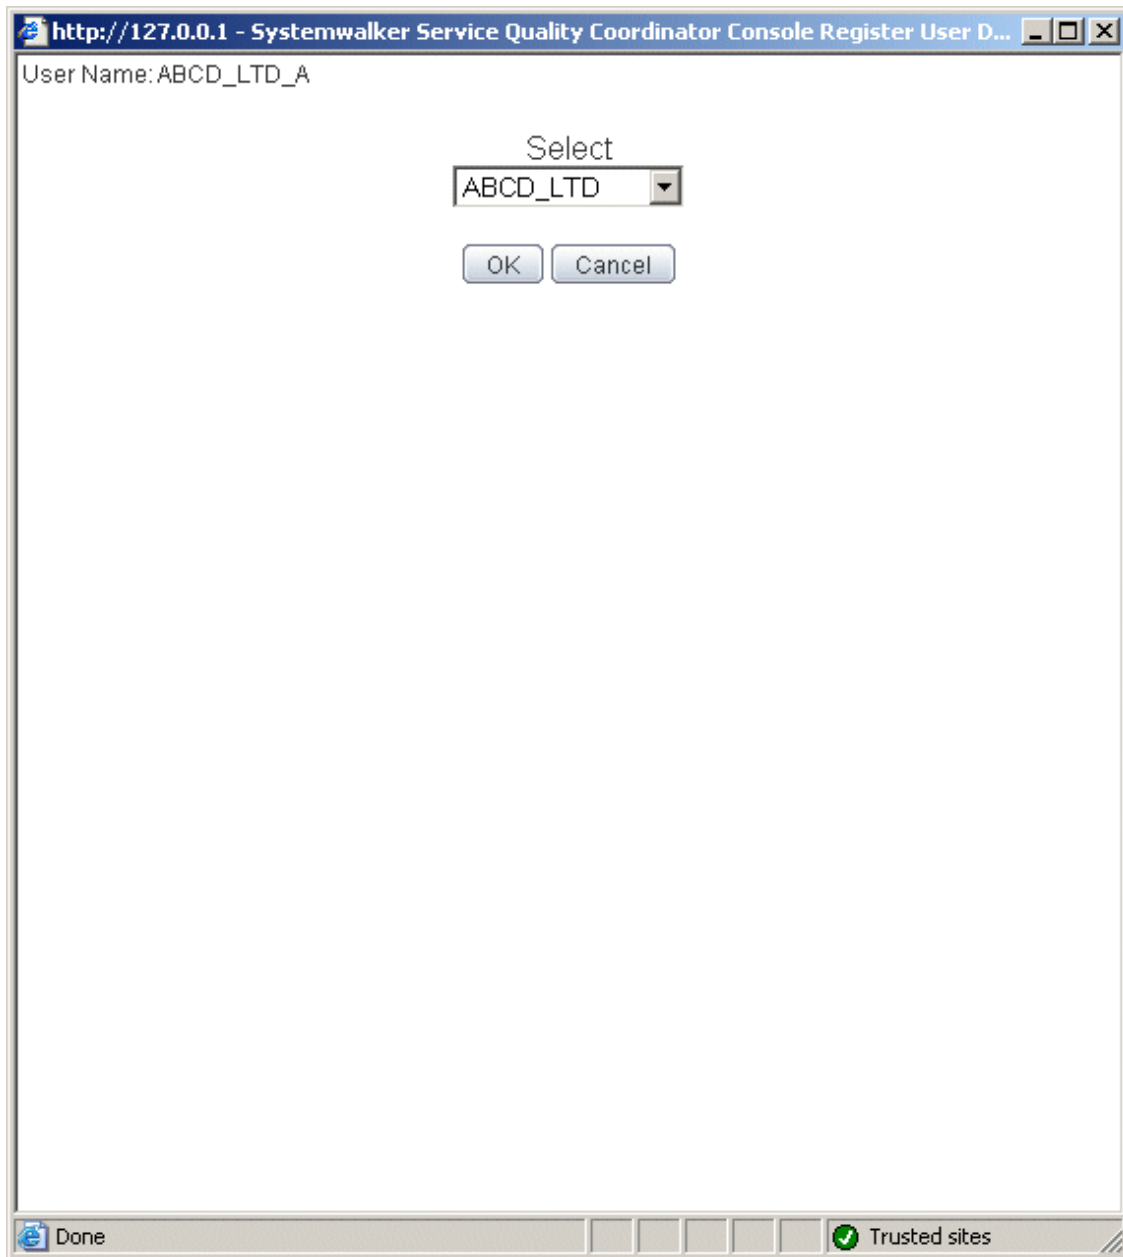 http://127.0.0.1 - Systemwalker Service Quality Coordinator Console Register User D...
User Name: ABCD_LTD_A
Select
ABCD_LTD
OK Cancel
Done Trusted sites